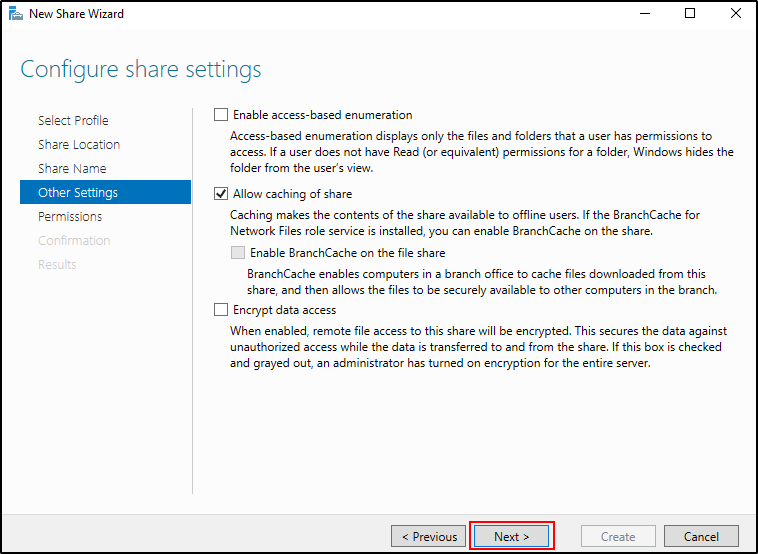 New Share Wizard
Configure share settings
Select Profile
Share Location
Share Name
Other Settings
Permissions
Confirmation
Results
Enable access-based enumeration
Access-based enumeration displays only the files and folders that a user has permissions to
access. If a user does not have Read (or equivalent) permissions for a folder, Windows hides the
folder from the user's view.
Allow caching of share
Caching makes the contents of the share available to offline users. If the BranchCache for
Network Files role service is installed, you can enable BranchCache on the share.
Enable BranchCache on the file share
BranchCache enables computers in a branch office to cache files downloaded from this
share, and then allows the files to be securely available to other computers in the branch.
Encrypt data access
When enabled, remote file access to this share will be encrypted. This secures the data against
unauthorized access while the data is transferred to and from the share. If this box is checked
and grayed out, an administrator has turned on encryption for the entire server.
< Previous
Next >
Create
Cancel